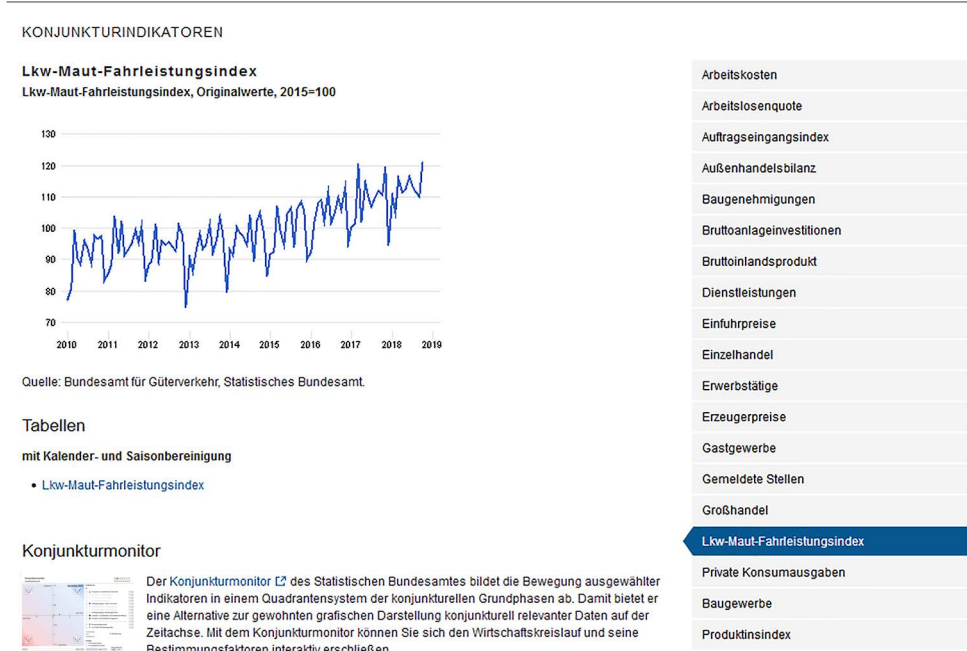 KONJUNKTURINDIKATOREN
Lkw-Maut-Fahrleistungsindex
Lkw-Maut-Fahrleistungsindex, Originalwerte, 2015=100
130
120
110
100
90
80
70
2010 2011 2012 2013 2014 2015 2016 2017 2018 2019
Quelle: Bundesamt für Güterverkehr, Statistisches Bundesamt.
Tabellen
mit Kalender- und Saisonbereinigung
• Lkw-Maut-Fahrleistungsindex
Konjunkturmonitor
Der Konjunkturmonitor des Statistischen Bundesamtes bildet die Bewegung ausgewählter
Indikatoren in einem Quadrantensystem der konjunkturellen Grundphasen ab. Damit bietet er
eine Alternative zur gewohnten grafischen Darstellung konjunkturell relevanter Daten auf der
Zeitachse. Mit dem Konjunkturmonitor können Sie sich den Wirtschaftskreislauf und seine
Bestimmungsfaktoren interaktiv erschließen
Arbeitskosten
Arbeitslosenquote
Auftragseingangsindex
Außenhandelsbilanz
Baugenehmigungen
Bruttoanlageinvestitionen
Bruttoinlandsprodukt
Dienstleistungen
Einfuhrpreise
Einzelhandel
Erwerbstätige
Erzeugerpreise
Gastgewerbe
Gemeldete Stellen
Großhandel
Lkw-Maut-Fahrleistungsindex
Private Konsumausgaben
Baugewerbe
Produktinsindex